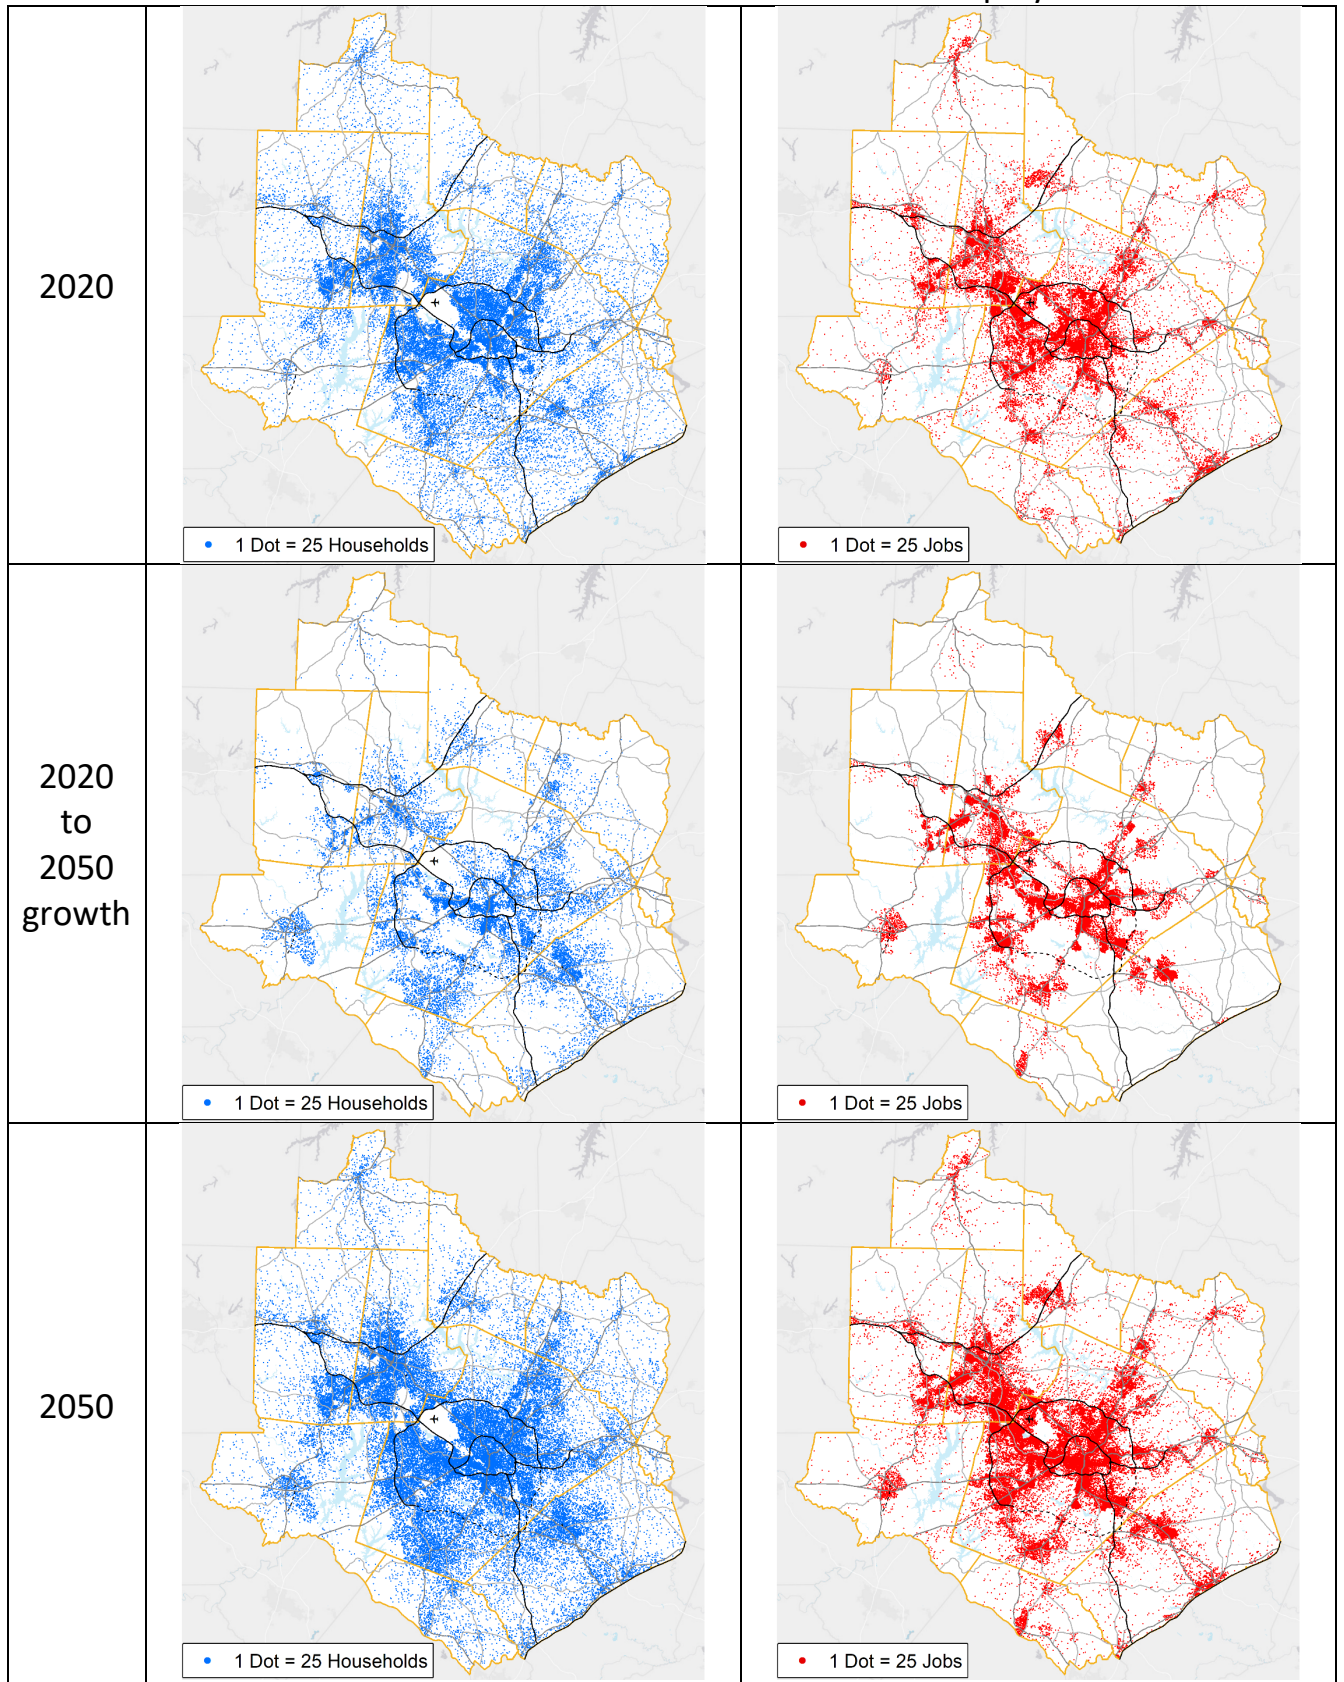 2020
1 Dot = 25 Households
1 Dot = 25 Jobs
2020
to
2050
growth
1 Dot = 25 Households
1 Dot = 25 Jobs
2050
1 Dot = 25 Households
1 Dot = 25 Jobs